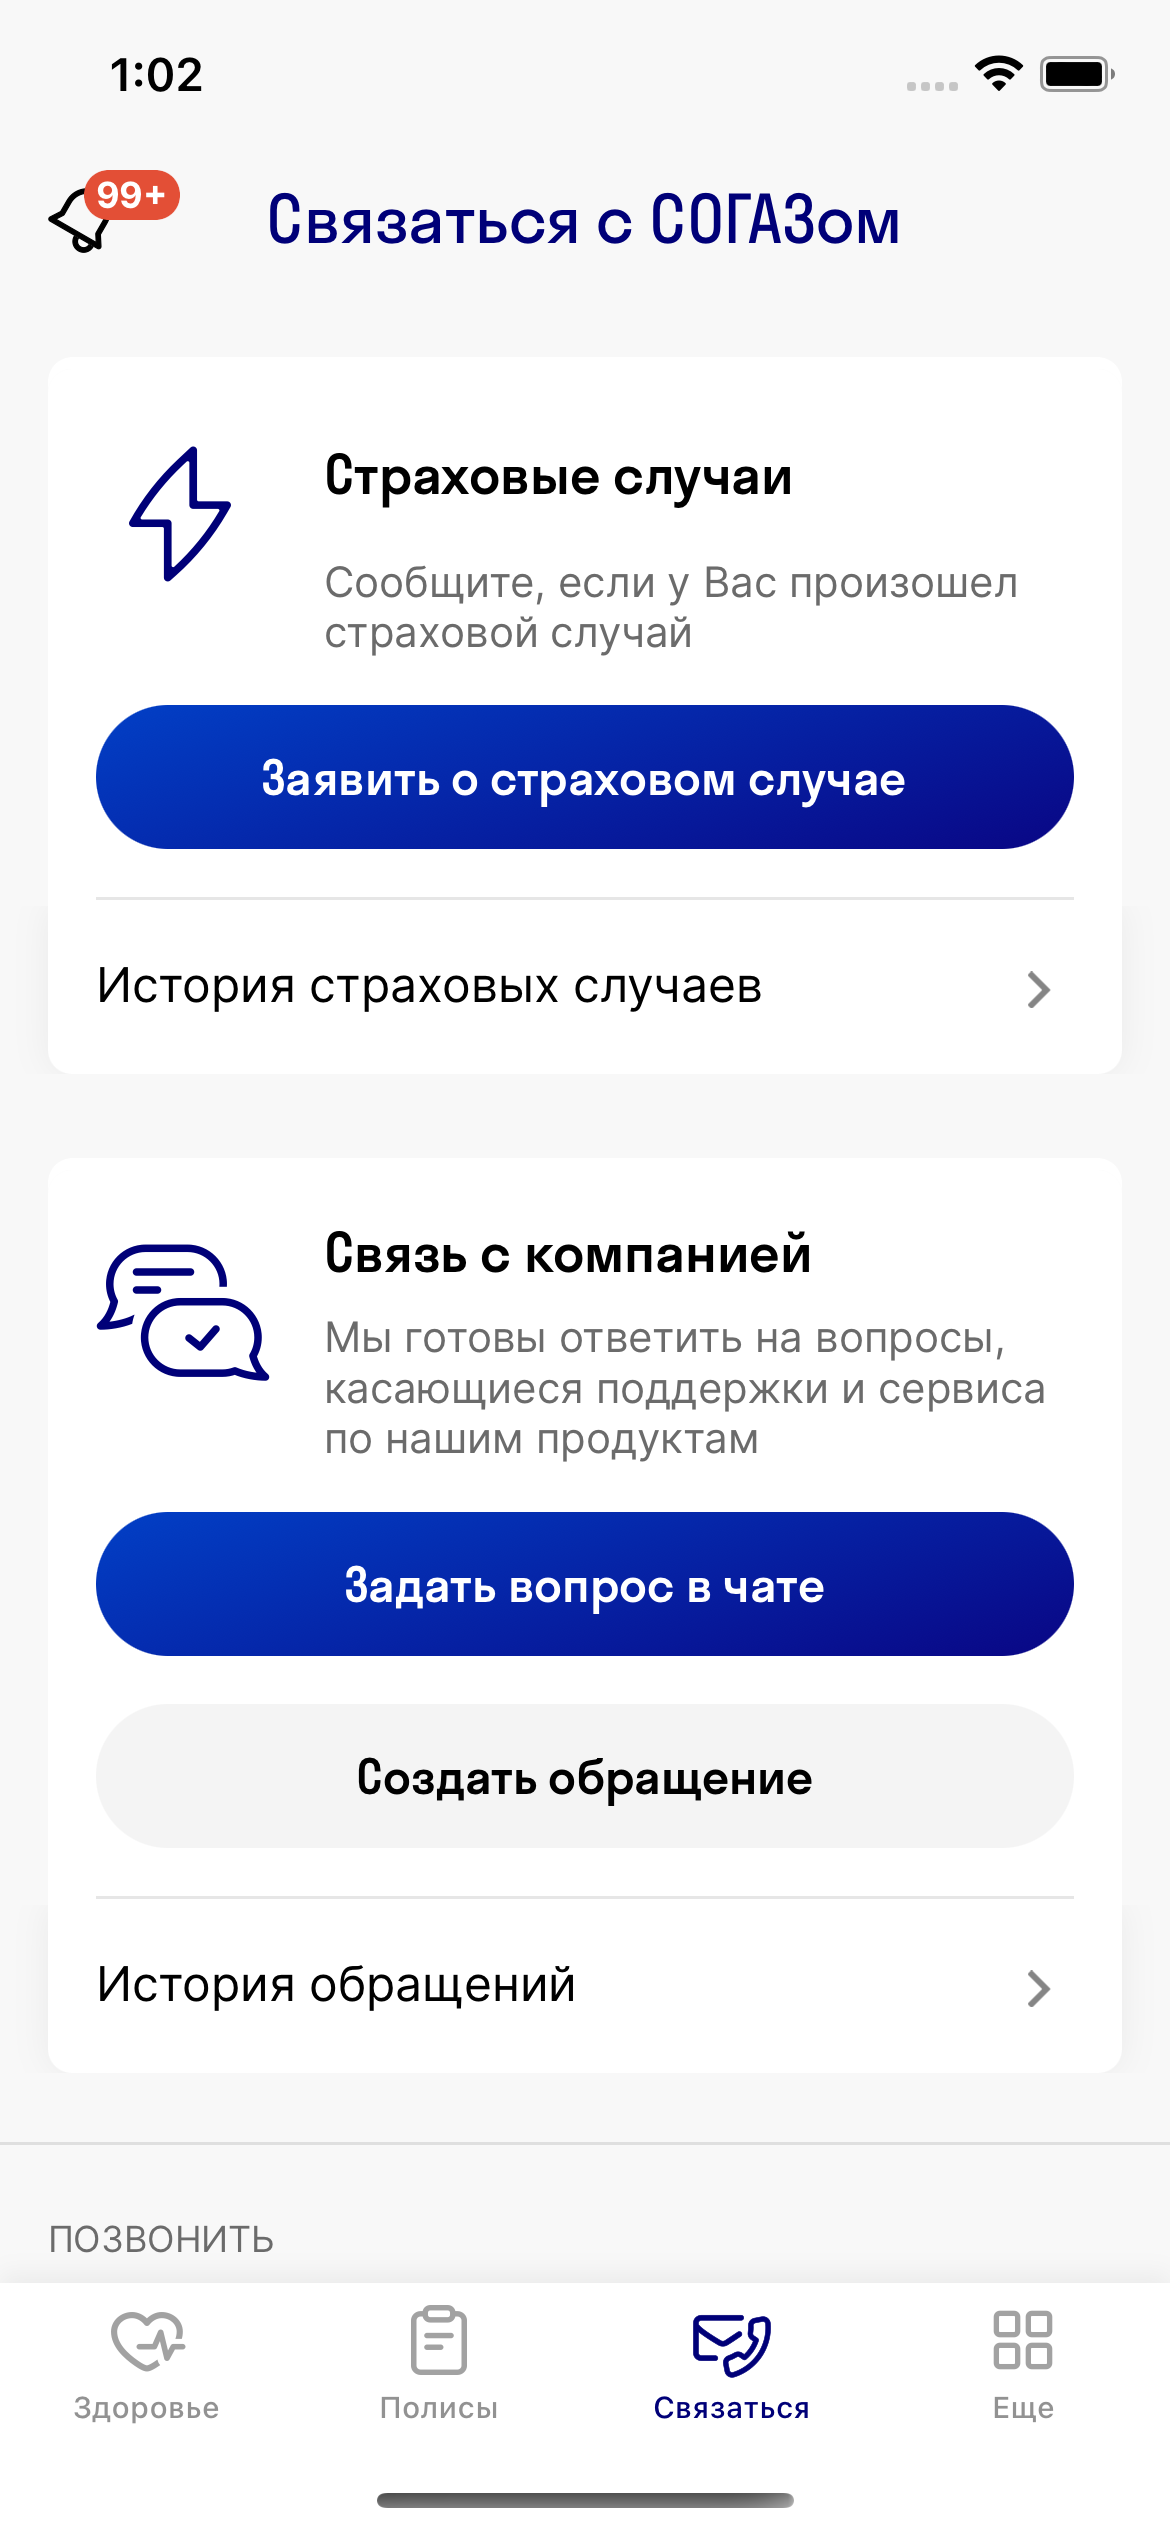 1:02
99+
Связаться с СОГАЗом
Страховые случаи
Сообщите, если у Вас произошел
страховой случай
Заявить о страховом случае
История страховых случаев
Связь с компанией
Мы готовы ответить на вопросы,
касающиеся поддержки и сервиса
по нашим продуктам
Задать вопрос в чате
Создать обращение
История обращений
ПОЗВОНИТЬ
Здоровье
Полисы
Связаться
Еще